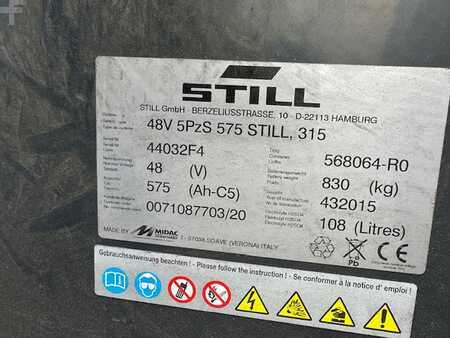 STILL
STILL GmbH - BERZELIUSSTRASSE, 10 - D-22113 HAMBURG
48V 5PzS 575 STILL, 315
44032F4 568064-R0
48 (V) 830 (kg)
575 (Ah-C5) 432015
0071087703/20 108 (Litres)
MADE BY MIDAC I - 37038 SOAVE (VERONA) ITALY
Pb
Gebrauchsanweisung beachten! - Please follow the instruction! - Se conformer à la notice d' emploi!